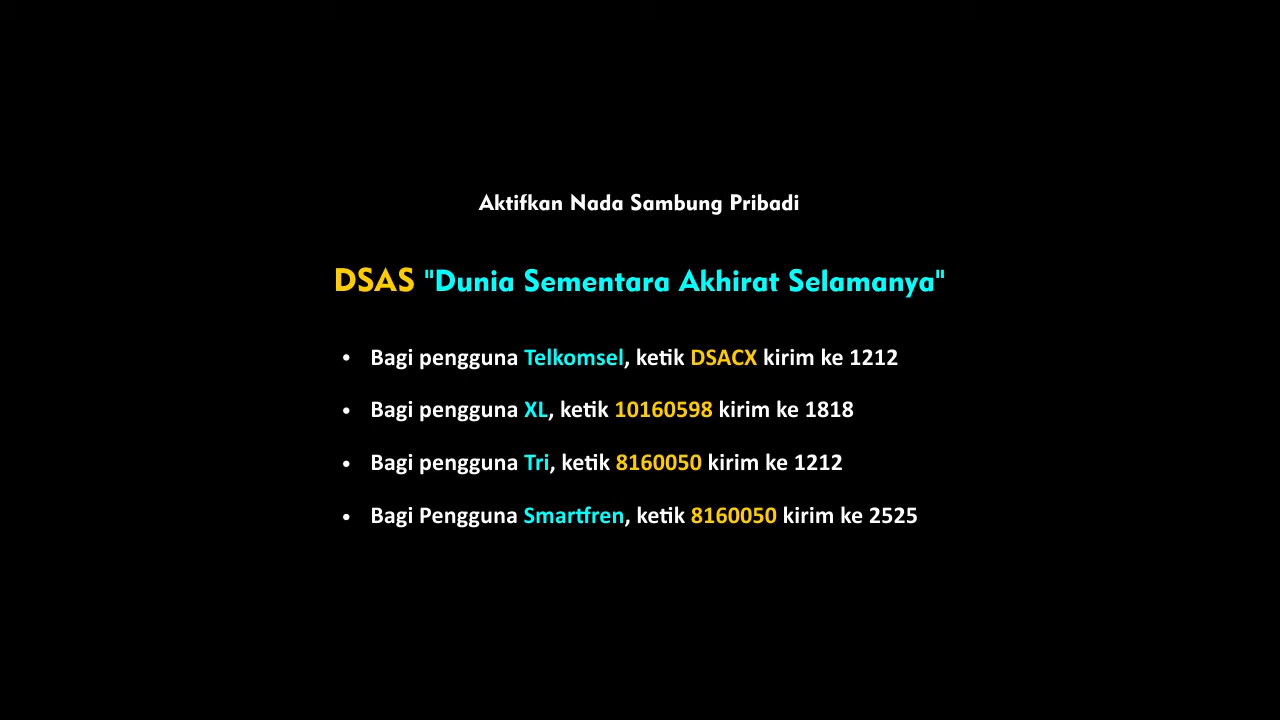 Aktifkan Nada Sambung Pribadi
DSAS "Dunia Sementara Akhirat Selamanya"
• Bagi pengguna Telkomsel, ketik DSACX kirim ke 1212
• Bagi pengguna XL, ketik 10160598 kirim ke 1818
• Bagi pengguna Tri, ketik 8160050 kirim ke 1212
• Bagi Pengguna Smartfren, ketik 8160050 kirim ke 2525